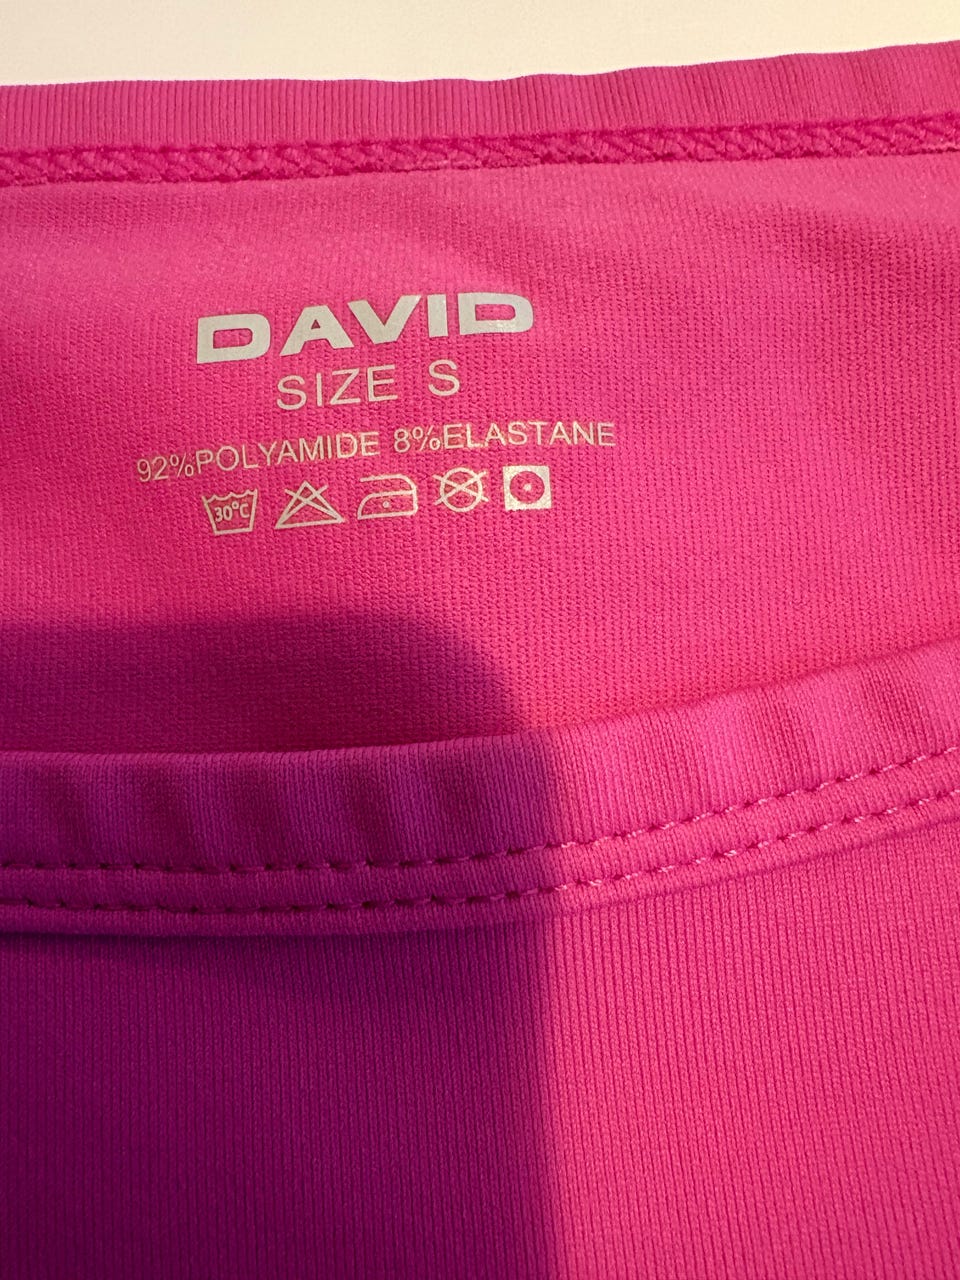 DAVID
SIZE S
92%POLYAMIDE 8%ELASTANE
30°C